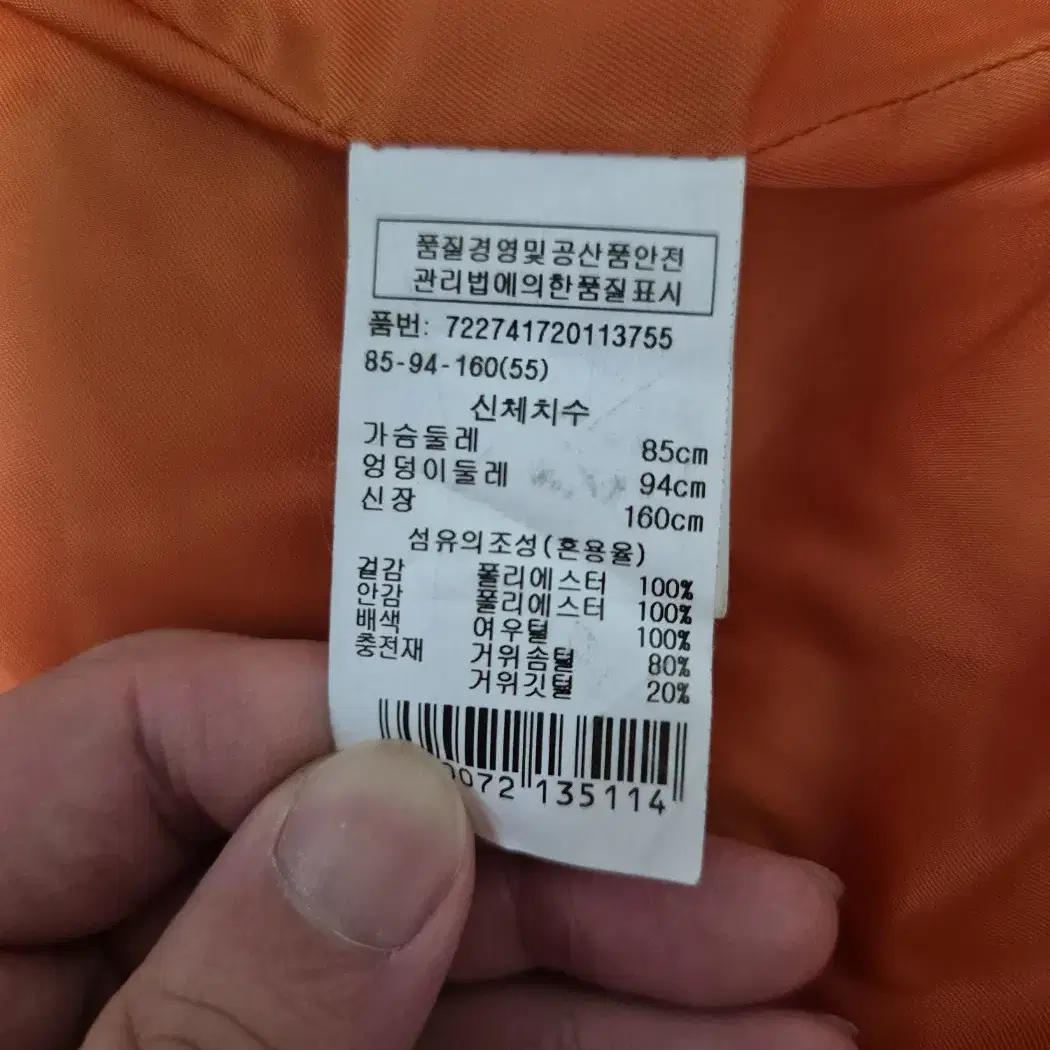 품질경영및공산품안전
관리법에의한품질표시
품번: 722741720113755
85-94-160(55)
신체치수
가슴둘레 85cm
엉덩이둘레 94cm
신장 160cm
섬유의조성(혼용율)
겉감 폴리에스터 100%
안감 폴리에스터 100%
배색 여우털 100%
충전재 거위솜털 80%
거위깃털 20%
72 135114